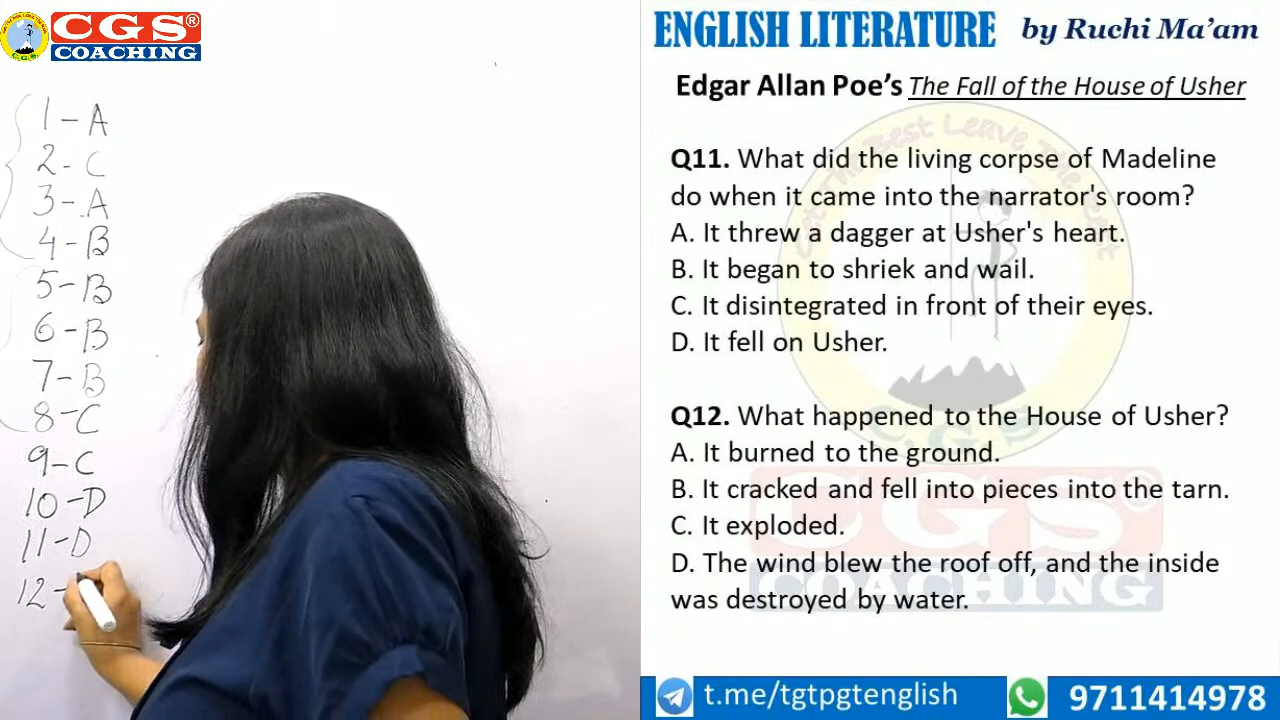 CGS®
COACHING
C.G.S
1-A
2-C
3-A
4-B
5-B
6-B
7-B
8-C
9-C
10-D
11-D
12-
ENGLISH LITERATURE by Ruchi Ma’am
Edgar Allan Poe’s The Fall of the House of Usher
Q11. What did the living corpse of Madeline
do when it came into the narrator's room?
A. It threw a dagger at Usher's heart.
B. It began to shriek and wail.
C. It disintegrated in front of their eyes.
D. It fell on Usher.
Q12. What happened to the House of Usher?
A. It burned to the ground.
B. It cracked and fell into pieces into the tarn.
C. It exploded.
D. The wind blew the roof off, and the inside
was destroyed by water.
C.G.S
CGS
COACHING
t.me/tgtpgtenglish 9711414978